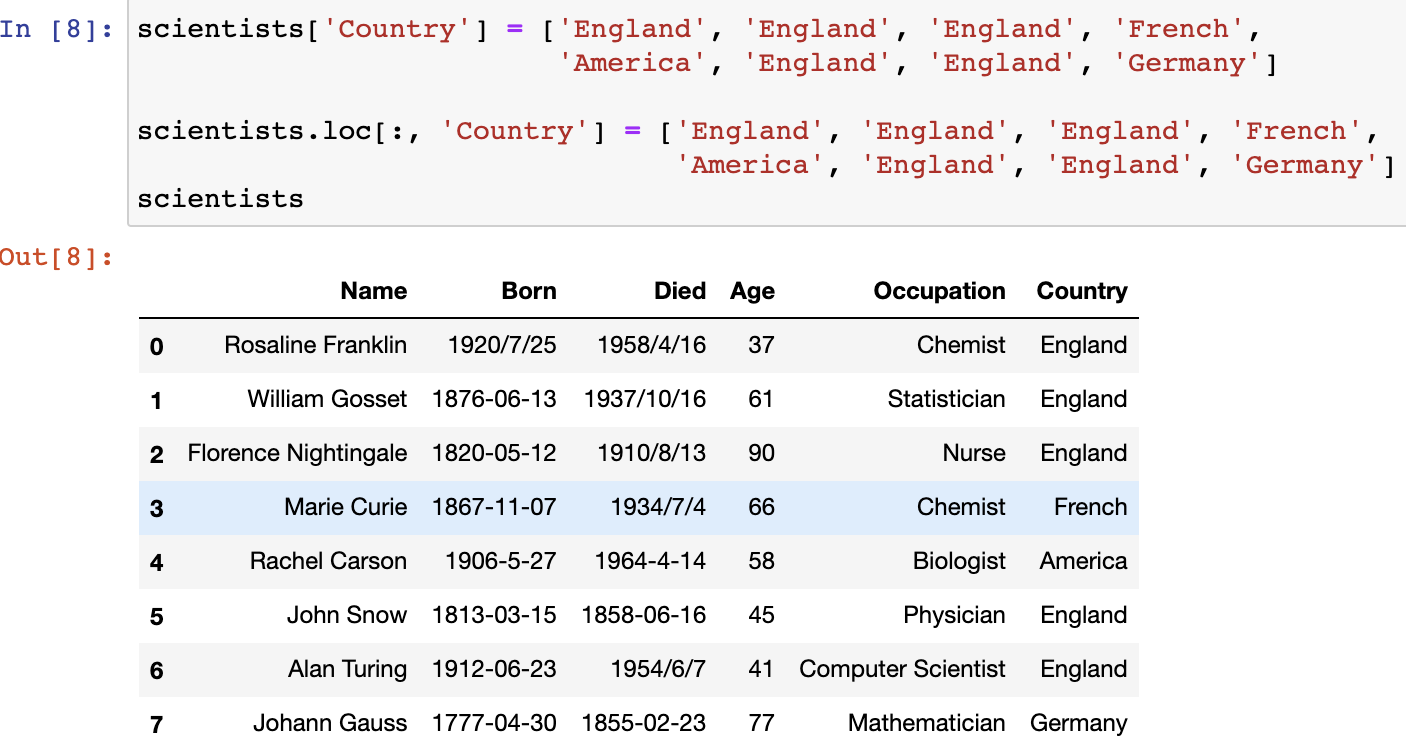 In [8]: scientists['Country'] = ['England', 'England', 'England', 'French',
'America', 'England', 'England', 'Germany']
scientists.loc[:, 'Country'] = ['England', 'England', 'England', 'French',
'America', 'England', 'England', 'Germany']
scientists
Out[8]:
Name Born Died Age Occupation Country
0 Rosaline Franklin 1920/7/25 1958/4/16 37 Chemist England
1 William Gosset 1876-06-13 1937/10/16 61 Statistician England
2 Florence Nightingale 1820-05-12 1910/8/13 90 Nurse England
3 Marie Curie 1867-11-07 1934/7/4 66 Chemist French
4 Rachel Carson 1906-5-27 1964-4-14 58 Biologist America
5 John Snow 1813-03-15 1858-06-16 45 Physician England
6 Alan Turing 1912-06-23 1954/6/7 41 Computer Scientist England
7 Johann Gauss 1777-04-30 1855-02-23 77 Mathematician Germany